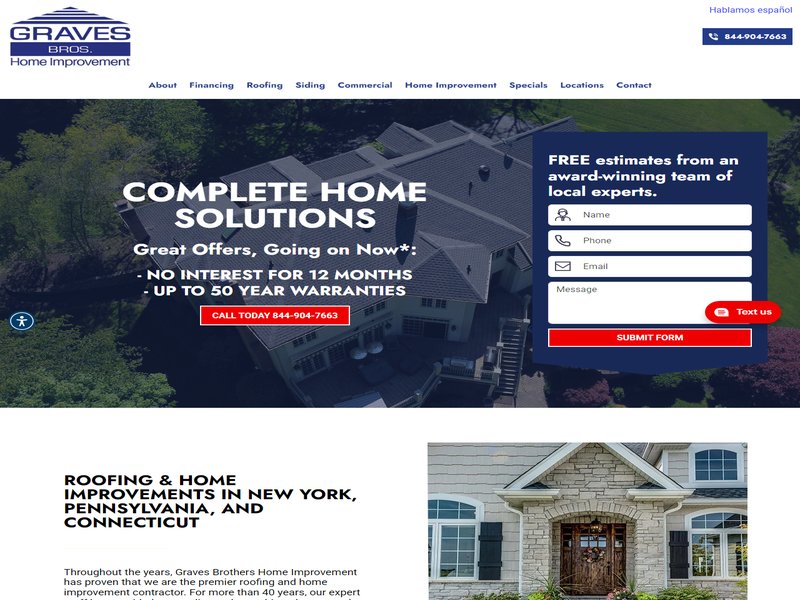 Hablamos español
GRAVES
BROS.
Home Improvement
844-904-7663
About Financing Roofing Siding Commercial Home Improvement Specials Locations Contact
COMPLETE HOME
SOLUTIONS
Great Offers, Going on Now*:
- NO INTEREST FOR 12 MONTHS
- UP TO 50 YEAR WARRANTIES
CALL TODAY 844-904-7663
FREE estimates from an
award-winning team of
local experts.
Name
Phone
Email
Message
Text us
SUBMIT FORM
ROOFING & HOME
IMPROVEMENTS IN NEW YORK,
PENNSYLVANIA, AND
CONNECTICUT
Throughout the years, Graves Brothers Home Improvement
has proven that we are the premier roofing and home
improvement contractor. For more than 40 years, our expert